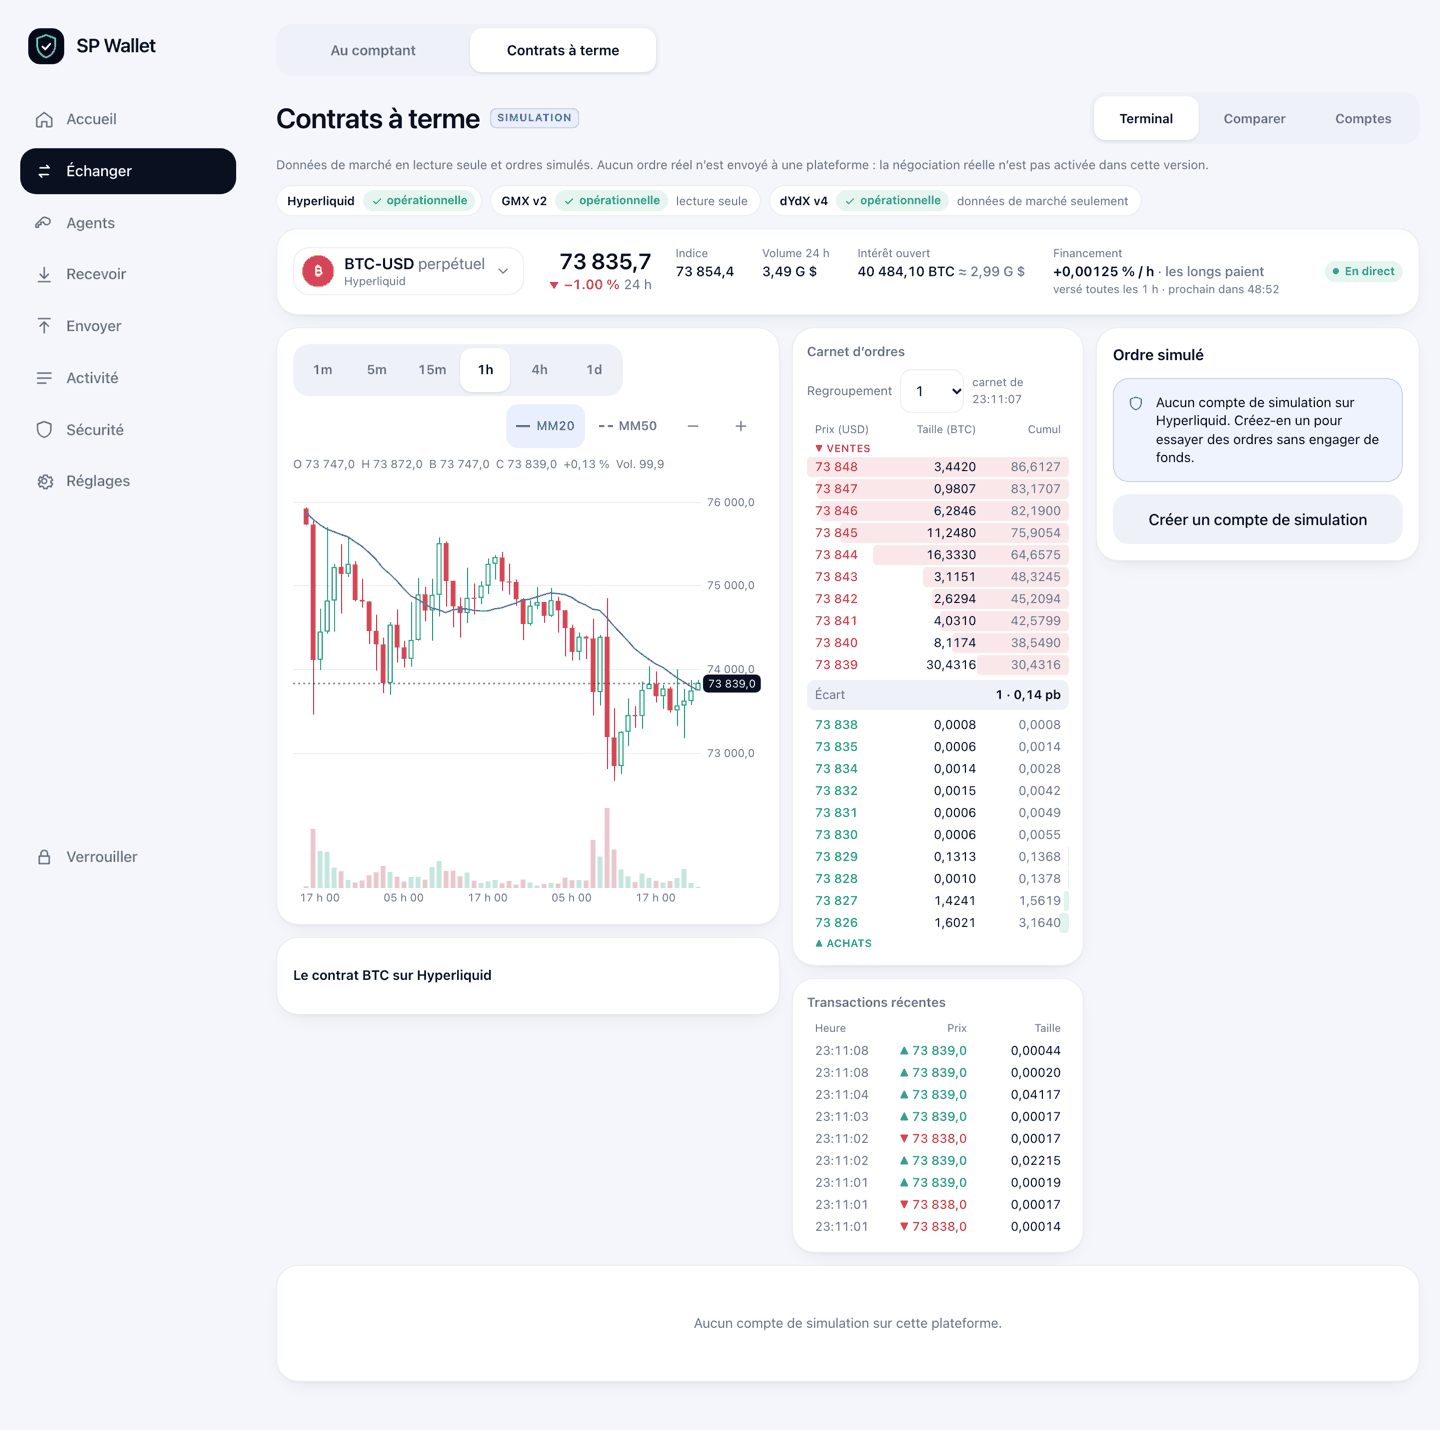 SP Wallet
Au comptant
Contrats à terme
Accueil
Échanger
Agents
Recevoir
Envoyer
Activité
Sécurité
Réglages
Verrouiller
Contrats à terme SIMULATION
Terminal
Comparer
Comptes
Données de marché en lecture seule et ordres simulés. Aucun ordre réel n'est envoyé à une plateforme : la négociation réelle n'est pas activée dans cette version.
Hyperliquid opérationnelle
GMX v2 opérationnelle lecture seule
dYdX v4 opérationnelle données de marché seulement
BTC-USD perpétuel
Hyperliquid
73 835,7
▼ −1.00 % 24 h
Indice
73 854,4
Volume 24 h
3,49 G $
Intérêt ouvert
40 484,10 BTC ≈ 2,99 G $
Financement
+0,00125 % / h · les longs paient
versé toutes les 1 h · prochain dans 48:52
En direct
1m 5m 15m 1h 4h 1d
MM20 MM50 − +
O 73 747,0 H 73 872,0 B 73 747,0 C 73 839,0 +0,13 % Vol. 99,9
76 000,0
75 000,0
74 000,0
73 839,0
73 000,0
17 h 00 05 h 00 17 h 00 05 h 00 17 h 00
Le contrat BTC sur Hyperliquid
Carnet d'ordres
Regroupement 1 carnet de
23:11:07
Prix (USD) Taille (BTC) Cumul
▼ VENTES
73 848 3,4420 86,6127
73 847 0,9807 83,1707
73 846 6,2846 82,1900
73 845 11,2480 75,9054
73 844 16,3330 64,6575
73 843 3,1151 48,3245
73 842 2,6294 45,2094
73 841 4,0310 42,5799
73 840 8,1174 38,5490
73 839 30,4316 30,4316
Écart 1 · 0,14 pb
73 838 0,0008 0,0008
73 835 0,0006 0,0014
73 834 0,0014 0,0028
73 832 0,0015 0,0042
73 831 0,0006 0,0049
73 830 0,0006 0,0055
73 829 0,1313 0,1368
73 828 0,0010 0,1378
73 827 1,4241 1,5619
73 826 1,6021 3,1640
▲ ACHATS
Transactions récentes
Heure Prix Taille
23:11:08 ▲ 73 839,0 0,00044
23:11:08 ▲ 73 839,0 0,00020
23:11:04 ▲ 73 839,0 0,04117
23:11:03 ▲ 73 839,0 0,00017
23:11:02 ▼ 73 838,0 0,00017
23:11:02 ▲ 73 839,0 0,02215
23:11:01 ▲ 73 839,0 0,00019
23:11:01 ▼ 73 838,0 0,00017
23:11:01 ▼ 73 838,0 0,00014
Ordre simulé
Aucun compte de simulation sur
Hyperliquid. Créez-en un pour
essayer des ordres sans engager de
fonds.
Créer un compte de simulation
Aucun compte de simulation sur cette plateforme.